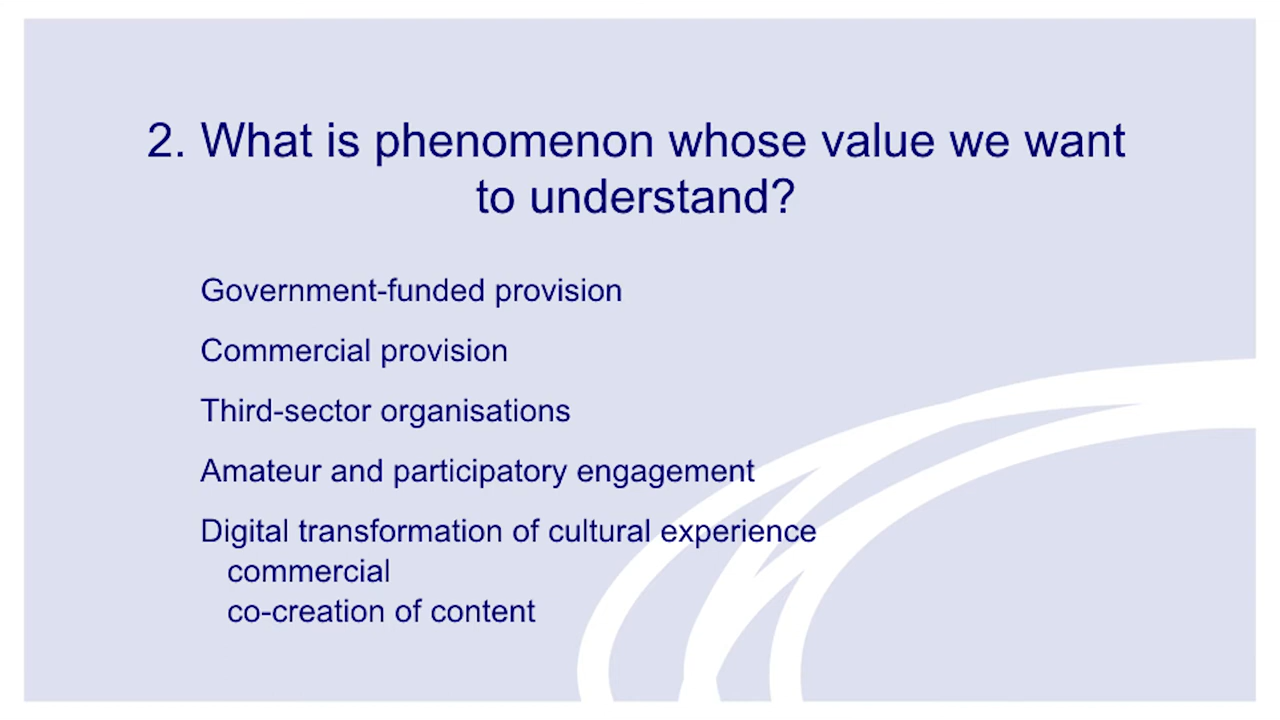 2. What is phenomenon whose value we want
to understand?
Government-funded provision
Commercial provision
Third-sector organisations
Amateur and participatory engagement
Digital transformation of cultural experience
commercial
co-creation of content